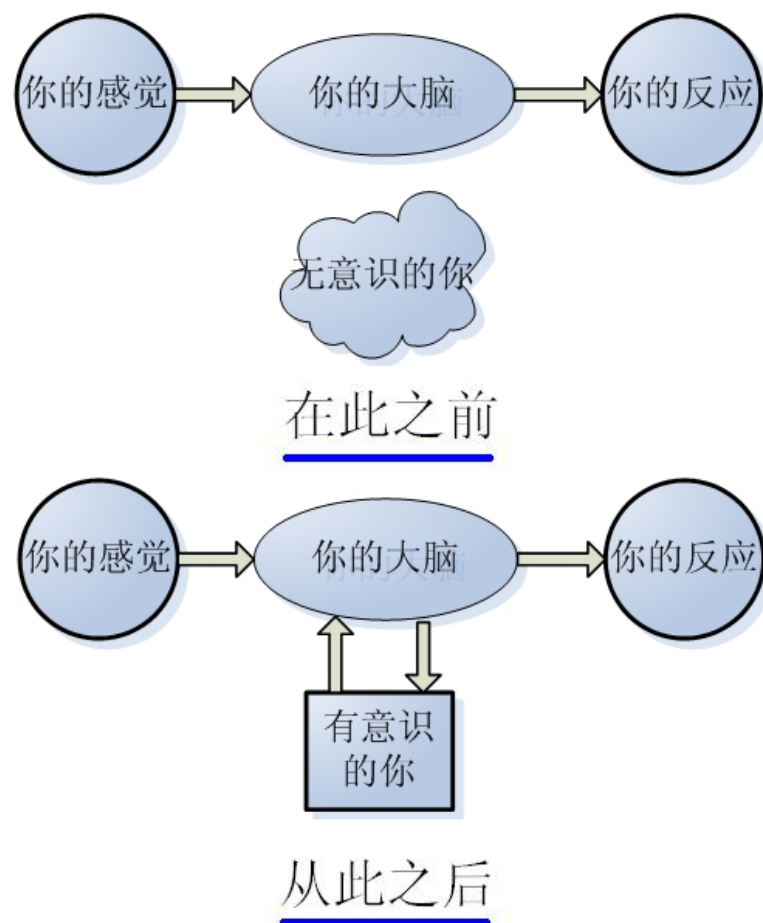 你的感觉
你的大脑
你的反应
无意识的你
在此之前
你的感觉
你的大脑
你的反应
有意识
的你
从此之后